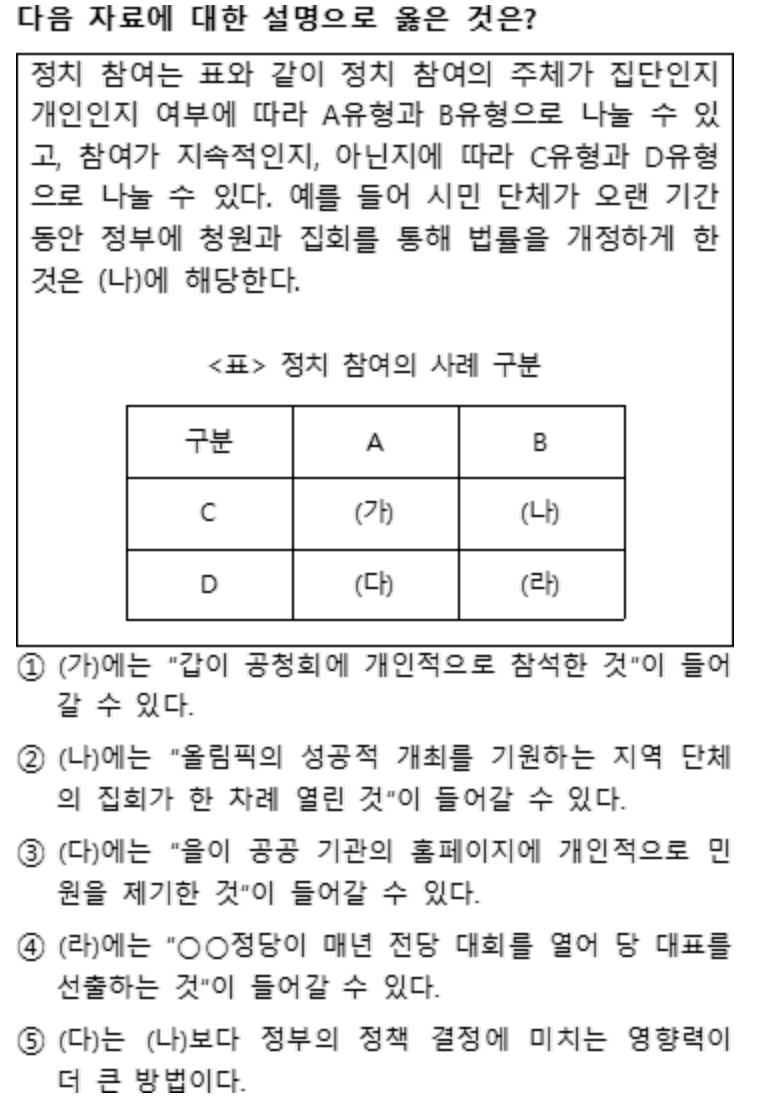 다음 자료에 대한 설명으로 옳은 것은?
정치 참여는 표와 같이 정치 참여의 주체가 집단인지
개인인지 여부에 따라 A유형과 B유형으로 나눌 수 있
고, 참여가 지속적인지, 아닌지에 따라 C유형과 D유형
으로 나눌 수 있다. 예를 들어 시민 단체가 오랜 기간
동안 정부에 청원과 집회를 통해 법률을 개정하게 한
것은 (나)에 해당한다.
<표> 정치 참여의 사례 구분
구분 A B
C (가) (나)
D (다) (라)
① (가)에는 "갑이 공청회에 개인적으로 참석한 것"이 들어
갈 수 있다.
② (나)에는 "올림픽의 성공적 개최를 기원하는 지역 단체
의 집회가 한 차례 열린 것"이 들어갈 수 있다.
③ (다)에는 "을이 공공 기관의 홈페이지에 개인적으로 민
원을 제기한 것"이 들어갈 수 있다.
④ (라)에는 "○○정당이 매년 전당 대회를 열어 당 대표를
선출하는 것"이 들어갈 수 있다.
⑤ (다)는 (나)보다 정부의 정책 결정에 미치는 영향력이
더 큰 방법이다.